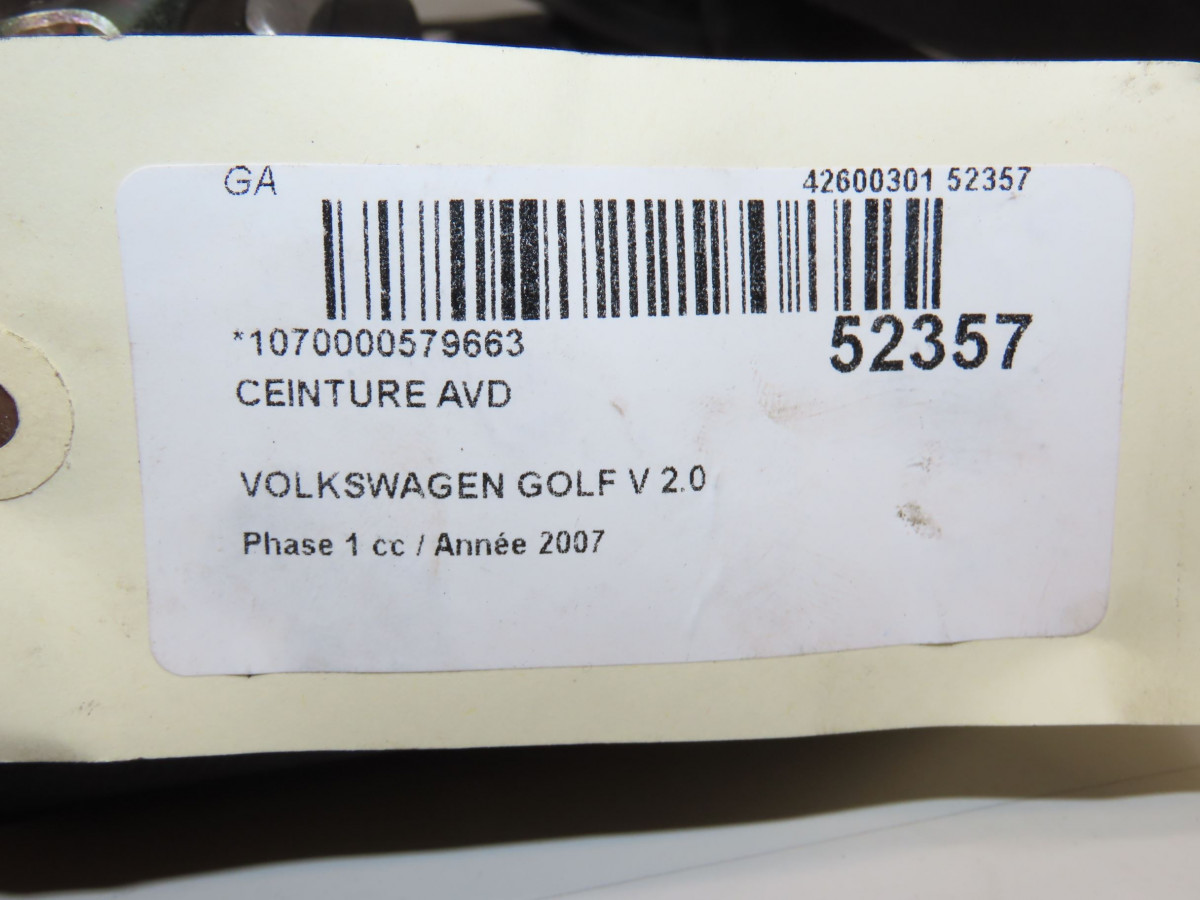 GA 42600301 52357
*1070000579663 52357
CEINTURE AVD
VOLKSWAGEN GOLF V 2.0
Phase 1 cc / Année 2007